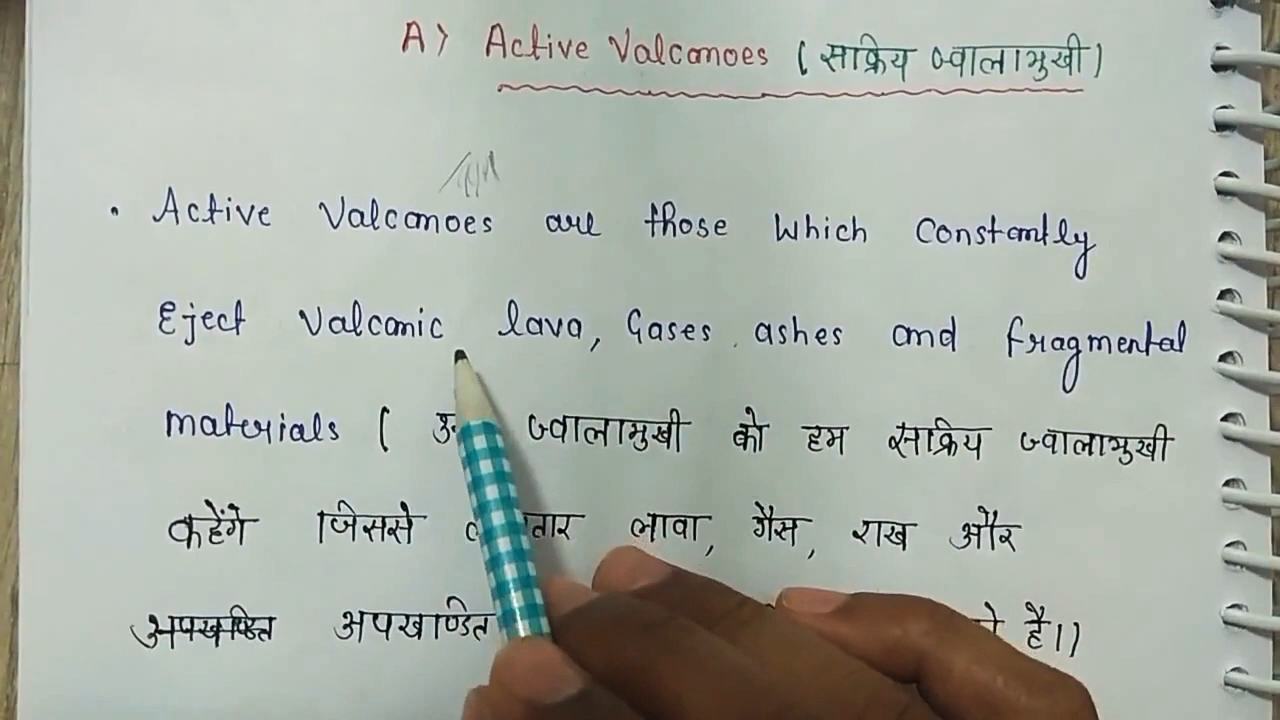 A) Active Valcanoes (सक्रिय ज्वालामुखी)
• Active Valcanoes are those which Constantly
Eject Valcanic lava, Gases ashes and fragmental
materials ( ज्वालामुखी को हम सक्रिय ज्वालामुखी
कहेंगे जिससे लावा, गैस, राख और
अपखण्डित अपखण्डित है।)